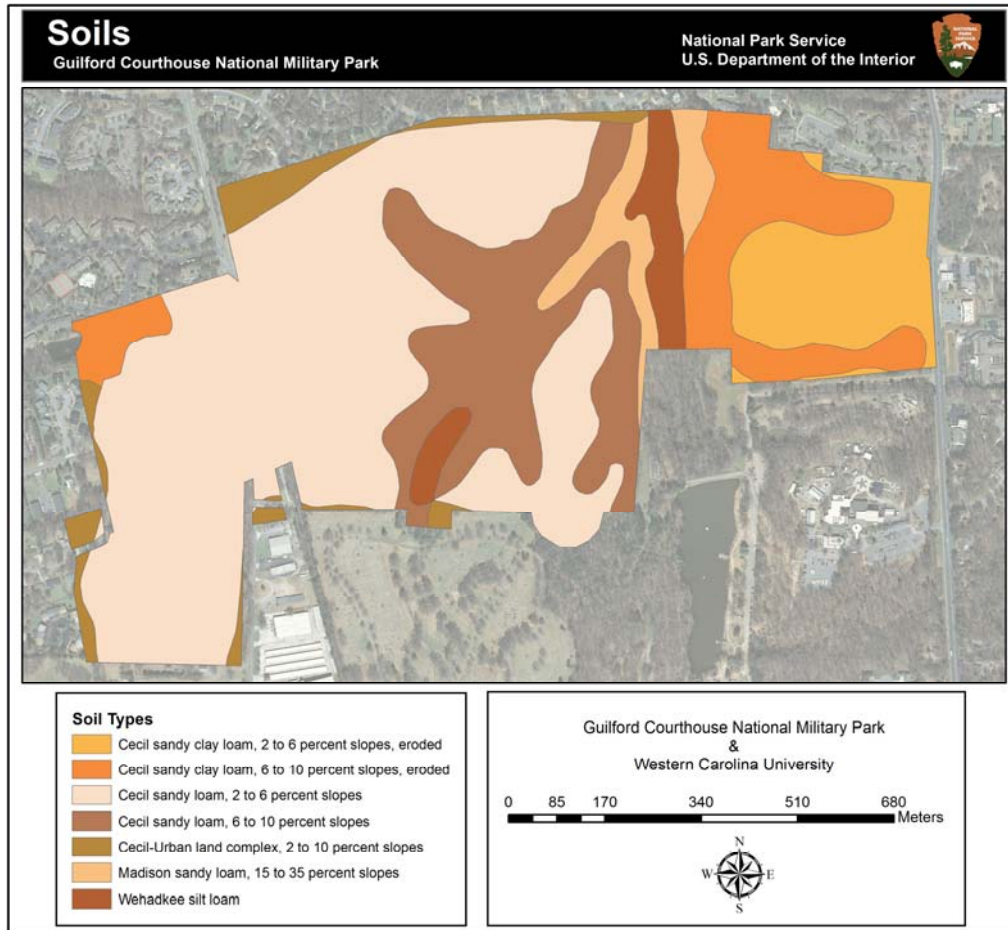 Soils
Guilford Courthouse National Military Park
National Park Service
U.S. Department of the Interior
NATIONAL
PARK
SERVICE
Soil Types
Cecil sandy clay loam, 2 to 6 percent slopes, eroded
Cecil sandy clay loam, 6 to 10 percent slopes, eroded
Cecil sandy loam, 2 to 6 percent slopes
Cecil sandy loam, 6 to 10 percent slopes
Cecil-Urban land complex, 2 to 10 percent slopes
Madison sandy loam, 15 to 35 percent slopes
Wehadkee silt loam
Guilford Courthouse National Military Park
&
Western Carolina University
0 85 170 340 510 680
Meters
N
W E
S